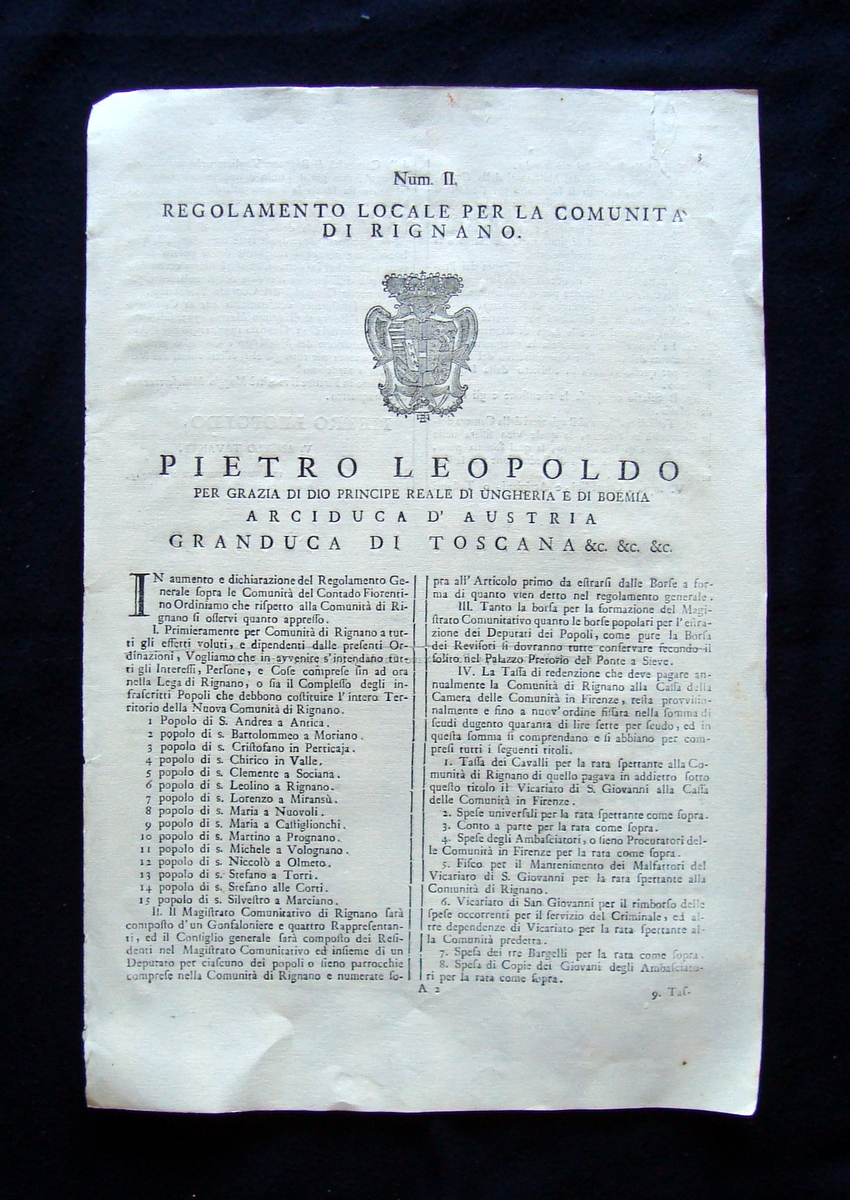 3
Num. II.
REGOLAMENTO LOCALE PER LA COMUNITA'
DI RIGNANO.
PIETRO LEOPOLDO
PER GRAZIA DI DIO PRINCIPE REALE DI UNGHERIA E DI BOEMIA
ARCIDUCA D' AUSTRIA
GRANDUCA DI TOSCANA &c. &c. &c.
IN aumento e dichiarazione del Regolamento Ge-
nerale ſopra le Comunità del Contado Fiorenti-
no Ordiniamo che riſpetto alla Comunità di Ri-
gnano ſi oſſervi quanto appreſſo.
I. Primieramente per Comunità di Rignano a tut-
ti gli effetti voluti, e dipendenti dalle preſenti Or-
dinazioni, Vogliamo che in avvenire s'intendano tut-
ti gli Intereſſi, Perſone, e Coſe compreſe fin ad ora
nella Lega di Rignano, o ſia il Compleſſo degli in-
fraſcritti Popoli che debbono coſtituire l' intero Ter-
ritorio della Nuova Comunità di Rignano.
1 Popolo di S. Andrea a Antica.
2 popolo di s. Bartolommeo a Moriano.
3 popolo di s. Criſtofano in Perticaja.
4 popolo di s. Chirico in Valle.
5 popolo di s. Clemente a Sociana.
6 popolo di s. Leolino a Rignano.
7 popolo di s. Lorenzo a Miransù.
8 popolo di s. Maria a Nuovoli.
9 popolo di s. Maria a Caſtiglionchi.
10 popolo di s. Martino a Prognano.
11 popolo di s. Michele a Volognano.
12 popolo di s. Niccolò a Olmeto.
13 popolo di s. Stefano a Torri.
14 popolo di s. Stefano alle Corti.
15 popolo di s. Silveſtro a Marciano.
II. Il Magiſtrato Comunitativo di Rignano ſarà
compoſto d'un Gonfaloniere e quattro Rappreſentan-
ti, ed il Conſiglio generale ſarà compoſto dei Reſi-
denti nel Magiſtrato Comunitativo ed inſieme di un
Deputato per ciaſcuno dei popoli o ſieno parrocchie
compreſe nella Comunità di Rignano e numerate ſo-
pra all' Articolo primo da eſtrarſi dalle Borſe a for-
ma di quanto vien detto nel regolamento generale.
III. Tanto la borſa per la formazione del Magi-
ſtrato Comunitativo quanto le borſe popolari per l'eſtra-
zione dei Deputati dei Popoli, come pure la Borſa
dei Reviſori ſi dovranno tutte conſervare ſecondo il
ſolito nel Palazzo Pretorio del Ponte a Sieve.
IV. La Taſſa di redenzione che deve pagare an-
nualmente la Comunità di Rignano alla Caſſa della
Camera delle Comunità in Firenze, reſta proviſio-
nalmente e fino a nuov'ordine fiſſata nella ſomma di
ſcudi dugento quaranta di lire ſette per ſcudo, ed in
queſta ſomma ſi comprendano e ſi abbiano per com-
preſi tutti i ſeguenti titoli.
1. Taſſa dei Cavalli per la rata ſpettante alla Co-
munità di Rignano di quello pagava in addietro ſotto
queſto titolo il Vicariato di S. Giovanni alla Caſſa
delle Comunità in Firenze.
2. Speſe univerſali per la rata ſpettante come ſopra.
3. Conto a parte per la rata come ſopra.
4. Speſe degli Ambaſciatori, o ſieno Procuratori del-
le Comunità in Firenze per la rata come ſopra.
5. Fiſco per il Mantenimento dei Malfattori del
Vicariato di S. Giovanni per la rata ſpettante alla
Comunità di Rignano.
6. Vicariato di San Giovanni per il rimborſo delle
ſpeſe occorrenti per il ſervizio del Criminale, ed al-
tre dependenze di Vicariato per la rata ſpettante al-
la Comunità predetta.
7. Speſa dei tre Bargelli per la rata come ſopra.
8. Speſa di Copie dei Giovani degli Ambaſciato-
ri per la rata come ſopra.
A 2
9. Taſ-